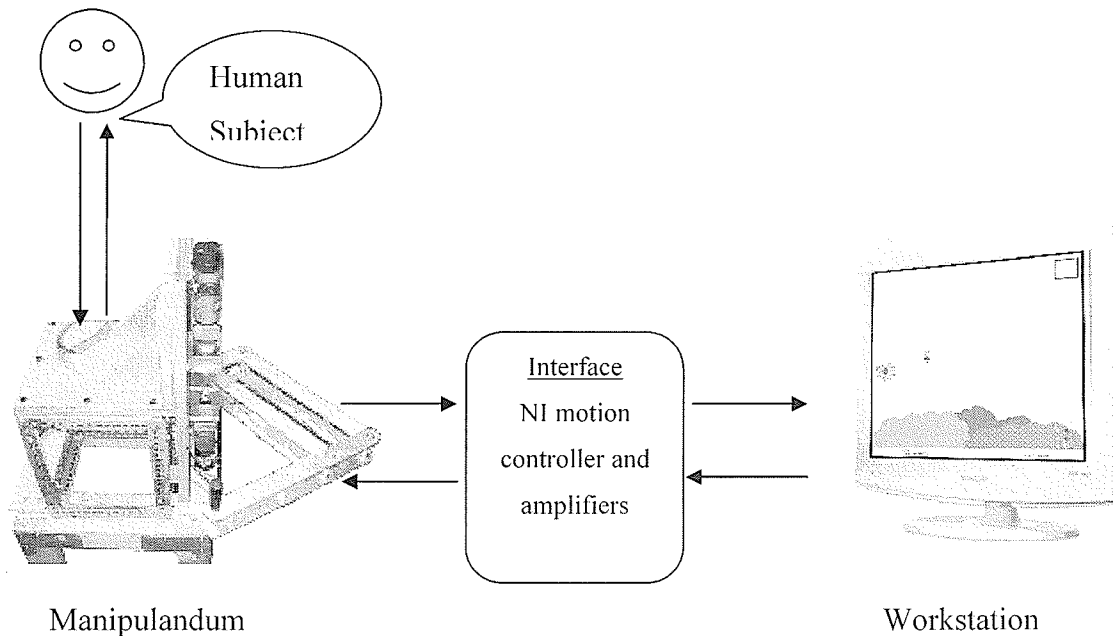 Human
Subject
Interface
NI motion
controller and
amplifiers
Manipulandum
Workstation